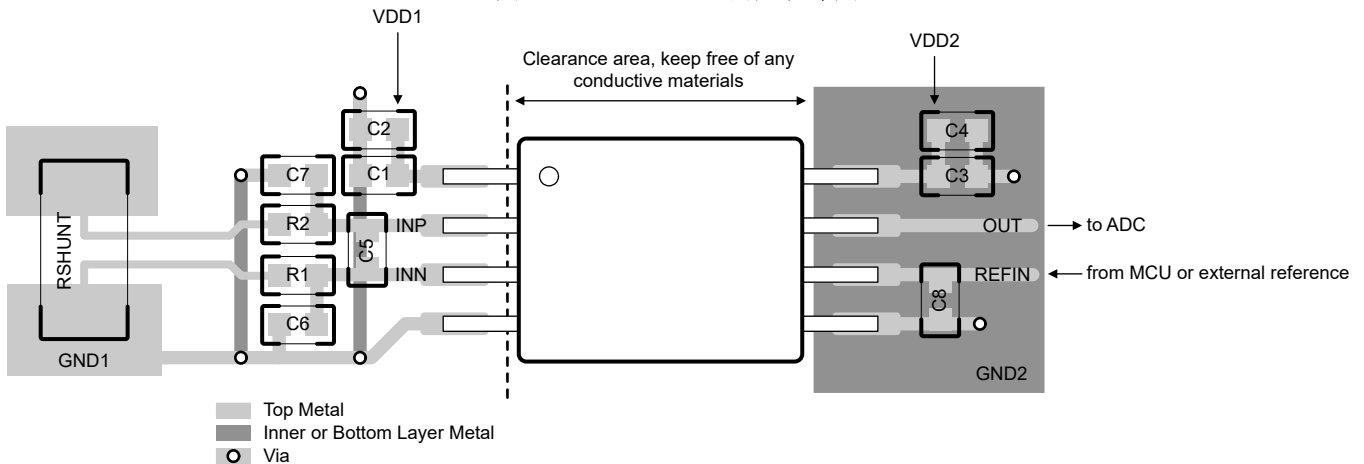 VDD1
VDD2
Clearance area, keep free of any
conductive materials
C2
C4
C7
C1
C3
RSHUNT
R2
C5
INP
OUT
to ADC
R1
INN
REFIN
from MCU or external reference
C8
C6
GND1
GND2
Top Metal
Inner or Bottom Layer Metal
Via